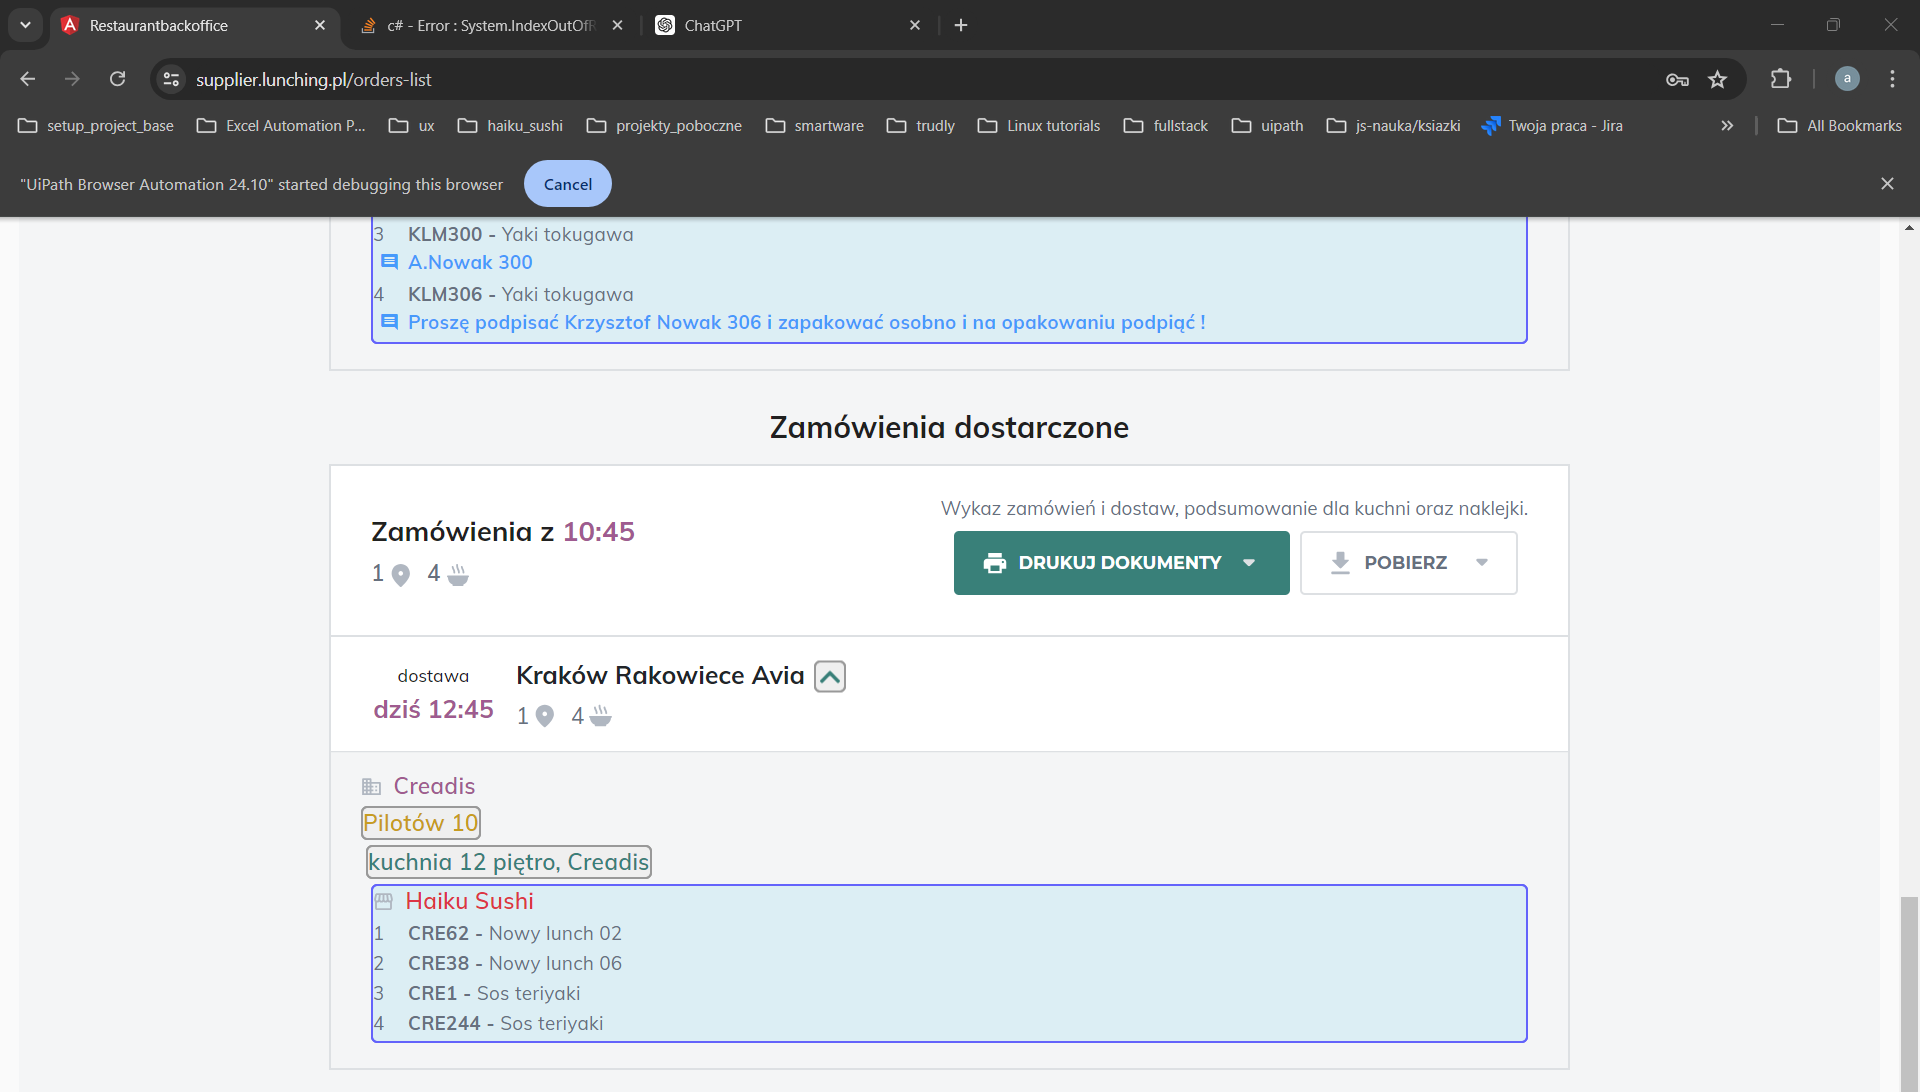 Restaurantbackoffice
c# - Error : System.IndexOutOfR
ChatGPT
supplier.lunching.pl/orders-list
a
setup_project_base
Excel Automation P...
ux
haiku_sushi
projekty_poboczne
smartware
trudly
Linux tutorials
fullstack
uipath
js-nauka/ksiazki
Twoja praca - Jira
All Bookmarks
"UiPath Browser Automation 24.10" started debugging this browser
Cancel
3 KLM300 - Yaki tokugawa
A.Nowak 300
4 KLM306 - Yaki tokugawa
Proszę podpisać Krzysztof Nowak 306 i zapakować osobno i na opakowaniu podpiąć !
Zamówienia dostarczone
Wykaz zamówień i dostaw, podsumowanie dla kuchni oraz naklejki.
Zamówienia z 10:45
1 4
DRUKUJ DOKUMENTY
POBIERZ
dostawa
dziś 12:45
Kraków Rakowiece Avia
1 4
Creadis
Pilotów 10
kuchnia 12 piętro, Creadis
Haiku Sushi
1 CRE62 - Nowy lunch 02
2 CRE38 - Nowy lunch 06
3 CRE1 - Sos teriyaki
4 CRE244 - Sos teriyaki